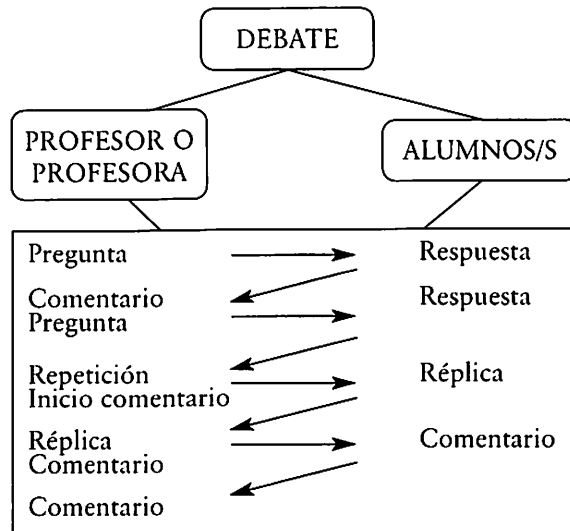 DEBATE
PROFESOR O
PROFESORA
ALUMNOS/S
Pregunta
Respuesta
Comentario
Respuesta
Pregunta
Repetición
Réplica
Inicio comentario
Réplica
Comentario
Comentario
Comentario